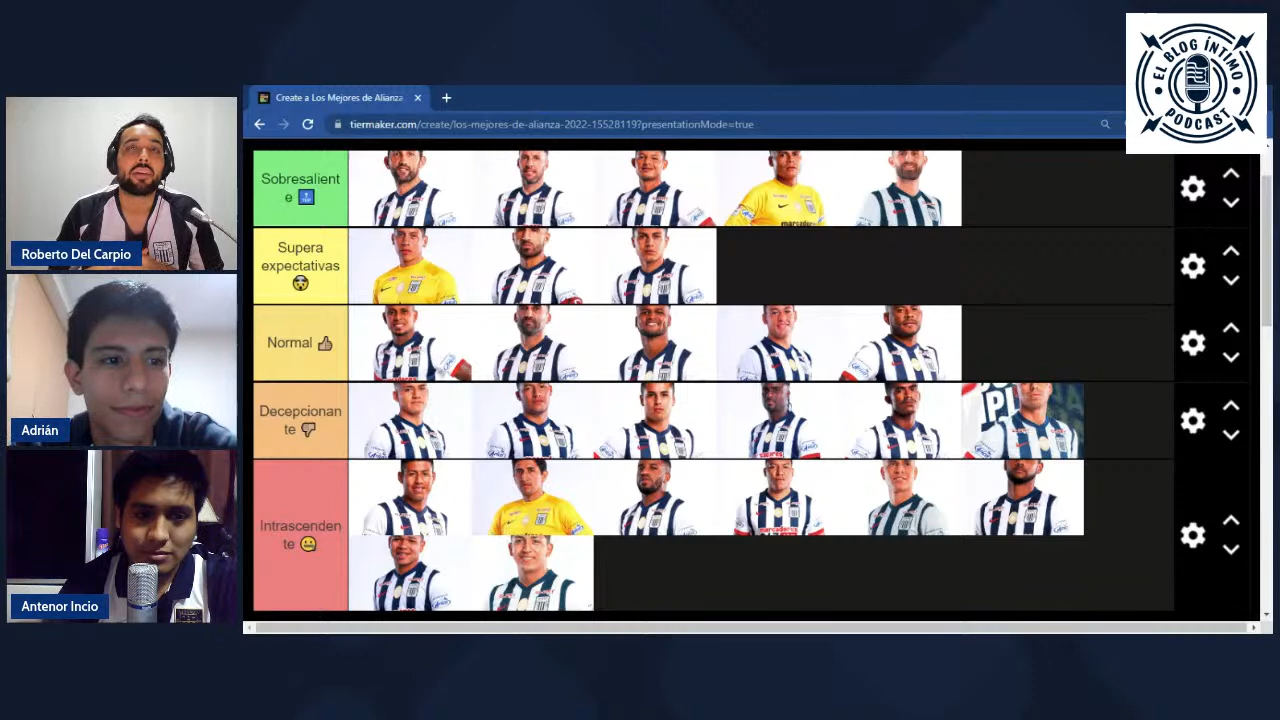 EL BLOG ÍNTIMO
PODCAST
Create a Los Mejores de Alianza
tiermaker.com/create/los-mejores-de-alianza-2022-15528119?presentationMode=true
Roberto Del Carpio
Adrián
Antenor Incio
Sobresalient
e 🔝
Supera
expectativas
😲
Normal 👍
Decepcionan
te 👎
Intrascenden
te 🤐